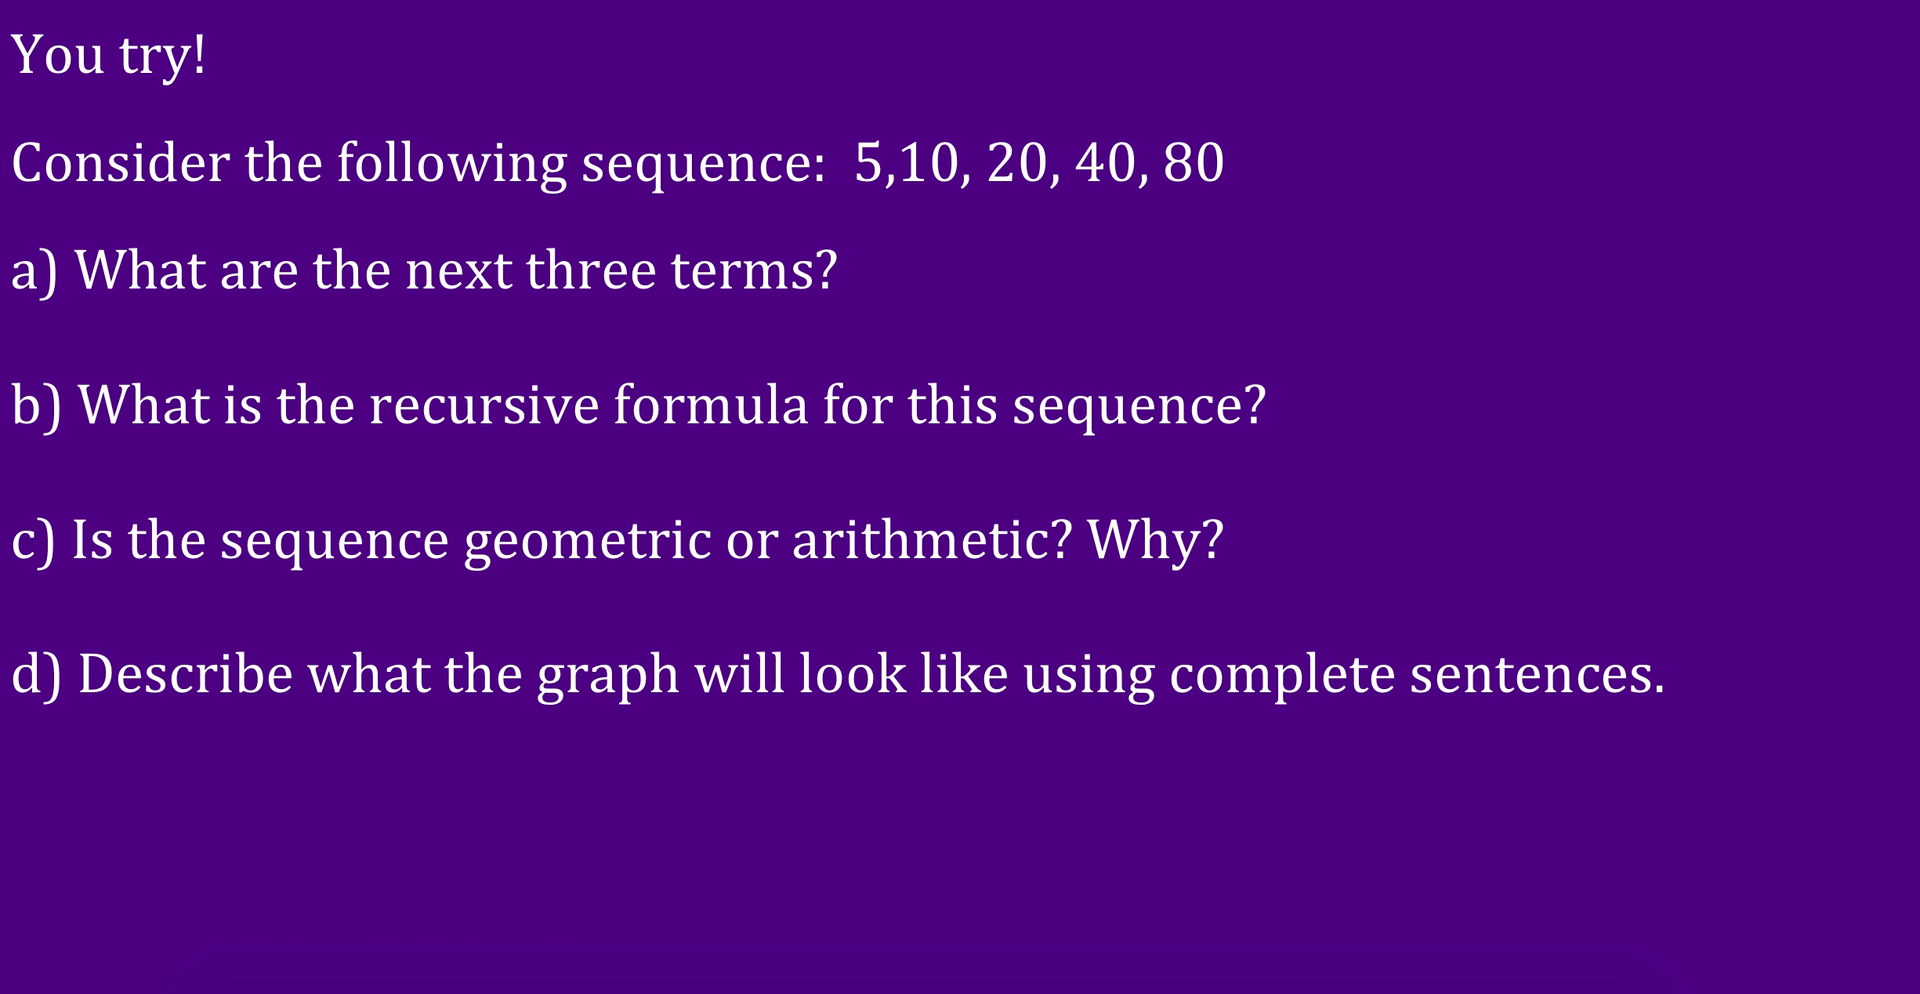 You try!
Consider the following sequence:  5,10, 20, 40, 80
a) What are the next three terms?
b) What is the recursive formula for this sequence?
c) Is the sequence geometric or arithmetic? Why?
d) Describe what the graph will look like using complete sentences.